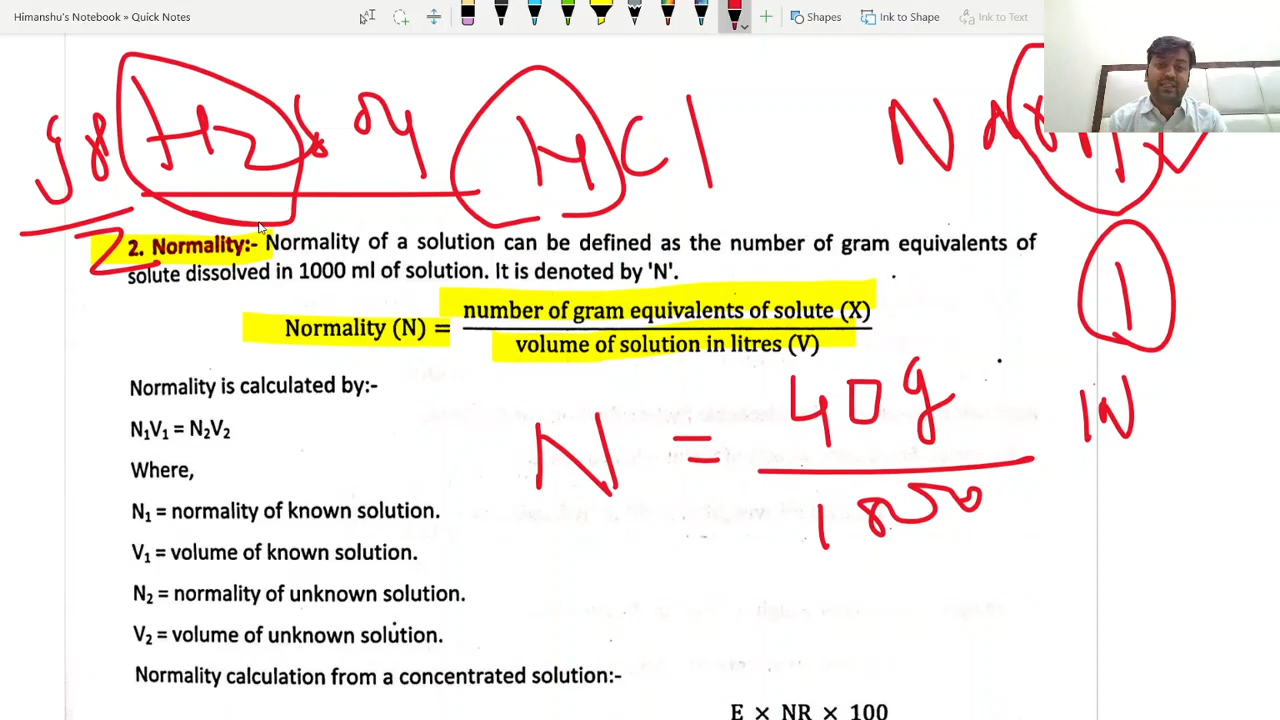 Himanshu's Notebook » Quick Notes
Shapes Ink to Shape Ink to Text
98 H2SO4 HCl
2
2. Normality:- Normality of a solution can be defined as the number of gram equivalents of
solute dissolved in 1000 ml of solution. It is denoted by 'N'.
1
Normality (N) = number of gram equivalents of solute (X)
volume of solution in litres (V)
Normality is calculated by:-
N = 40g
1000
1N
N₁V₁ = N₂V₂
Where,
N₁ = normality of known solution.
V₁ = volume of known solution.
N₂ = normality of unknown solution.
V₂ = volume of unknown solution.
Normality calculation from a concentrated solution:-
E × NR × 100